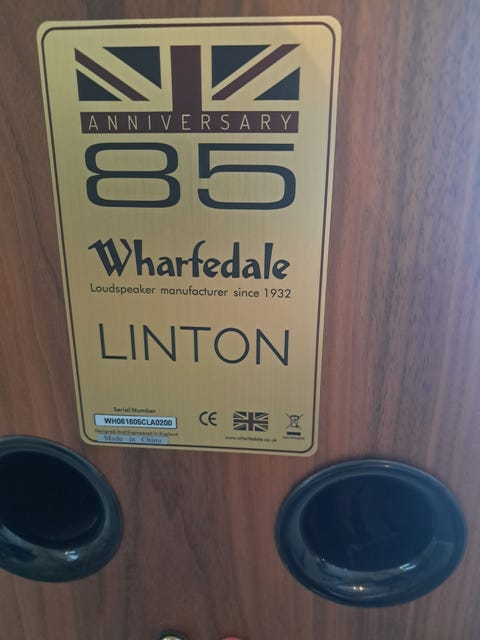 ANNIVERSARY
85
Wharfedale
Loudspeaker manufacturer since 1932
LINTON
Serial Number
WH061605CLA0200
Designed And Engineered in England
Made in China
CE
www.wharfedale.co.uk